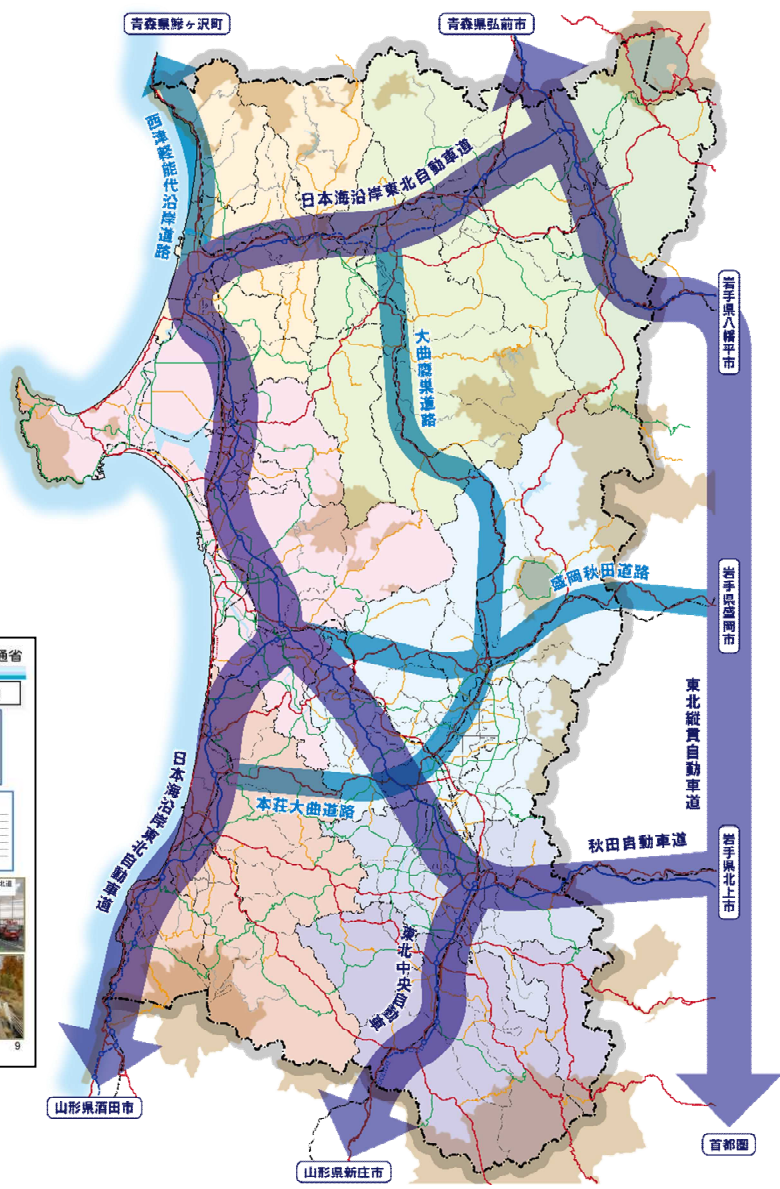 青森県鰺ヶ沢町
青森県弘前市
西津軽能代沿岸道路
日本海沿岸東北自動車道
岩手県八幡平市
大曲鷹巣道路
盛岡秋田道路
岩手県盛岡市
通省
東北縦貫自動車道
日本海沿岸東北自動車道
本荘大曲道路
秋田自動車道
岩手県北上市
北道
東北中央自動車道
9
山形県酒田市
首都圏
山形県新庄市